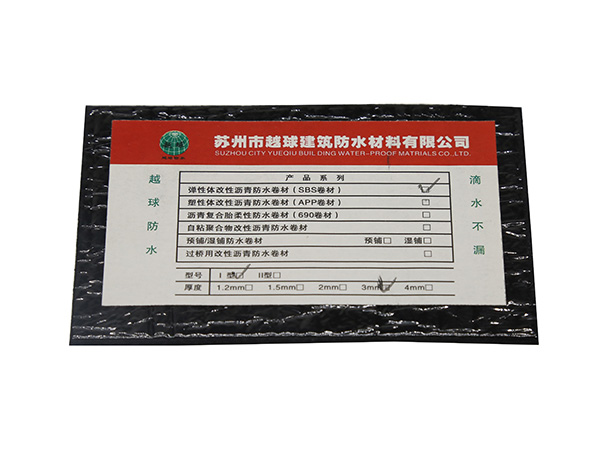 苏州市越球建筑防水材料有限公司
SUZHOU CITY YUEQIU BUILDING WATER-PROOF MATRIALS CO.,LTD.
越球防水
产品系列
弹性体改性沥青防水卷材(SBS卷材)
塑性体改性沥青防水卷材(APP卷材)□
沥青复合胎柔性防水卷材(690卷材)□
自粘聚合物改性沥青防水卷材□
预铺/湿铺防水卷材 预铺□ 湿铺□
过桥用改性沥青防水卷材□
滴水不漏
型号 I 型□ II型□
厚度 1.2mm□ 1.5mm□ 2mm□ 3mm□ 4mm□